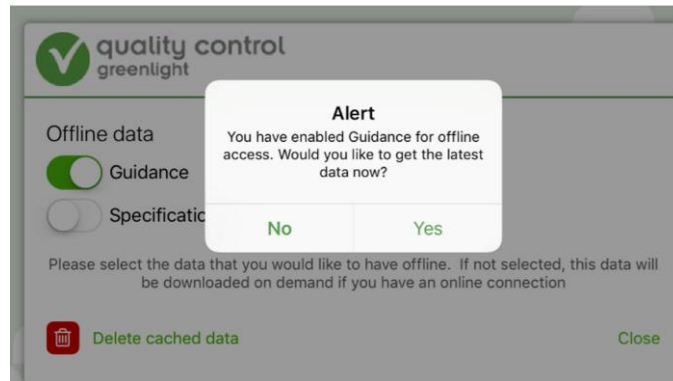 quality control
greenlight
Alert
You have enabled Guidance for offline
access. Would you like to get the latest
data now?
No
Yes
Offline data
Guidance
Specificatic
Please select the data that you would like to have offline. If not selected, this data will
be downloaded on demand if you have an online connection
Delete cached data
Close